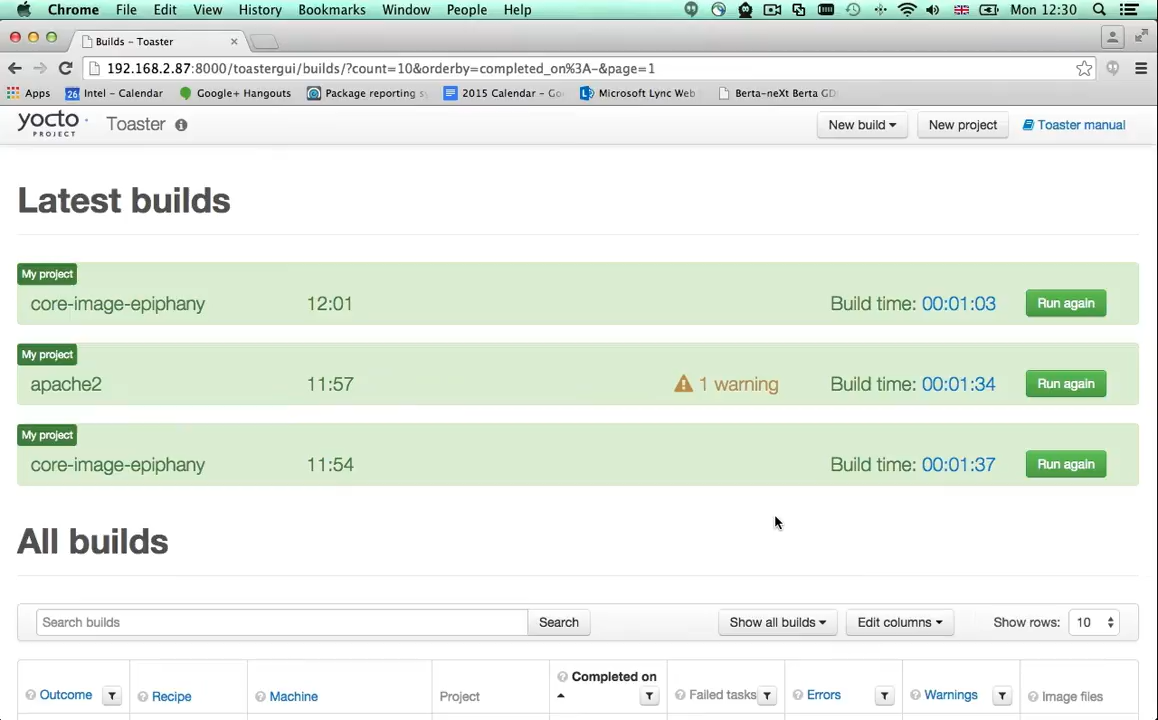 Chrome File Edit View History Bookmarks Window People Help Mon 12:30
Builds – Toaster
192.168.2.87:8000/toastergui/builds/?count=10&orderby=completed_on%3A-&page=1
Apps 26 Intel – Calendar Google+ Hangouts Package reporting sy 2015 Calendar – Go Microsoft Lync Web Berta-neXt Berta GD
yocto PROJECT Toaster New build New project Toaster manual
Latest builds
My project
core-image-epiphany 12:01 Build time: 00:01:03 Run again
My project
apache2 11:57 1 warning Build time: 00:01:34 Run again
My project
core-image-epiphany 11:54 Build time: 00:01:37 Run again
All builds
Search builds Search Show all builds Edit columns Show rows: 10
Outcome Recipe Machine Project Completed on Failed tasks Errors Warnings Image files